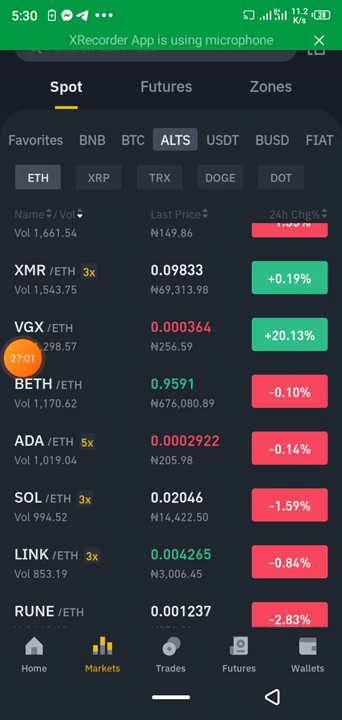 5:30
11.2
K/s
28
XRecorder App is using microphone
Spot Futures Zones
Favorites BNB BTC ALTS USDT BUSD FIAT
ETH XRP TRX DOGE DOT
Name / Vol Last Price 24h Chg%
Vol 1,661.54 ₦149.86
XMR /ETH 3x 0.09833 +0.19%
Vol 1,543.75 ₦69,313.98
VGX /ETH 0.000364 +20.13%
298.57 ₦256.59
27:01
BETH /ETH 0.9591 -0.10%
Vol 1,170.62 ₦676,080.89
ADA /ETH 5x 0.0002922 -0.14%
Vol 1,019.04 ₦205.98
SOL /ETH 3x 0.02046 -1.59%
Vol 994.52 ₦14,422.50
LINK /ETH 3x 0.004265 -0.84%
Vol 853.19 ₦3,006.45
RUNE /ETH 0.001237 -2.83%
Home Markets Trades Futures Wallets